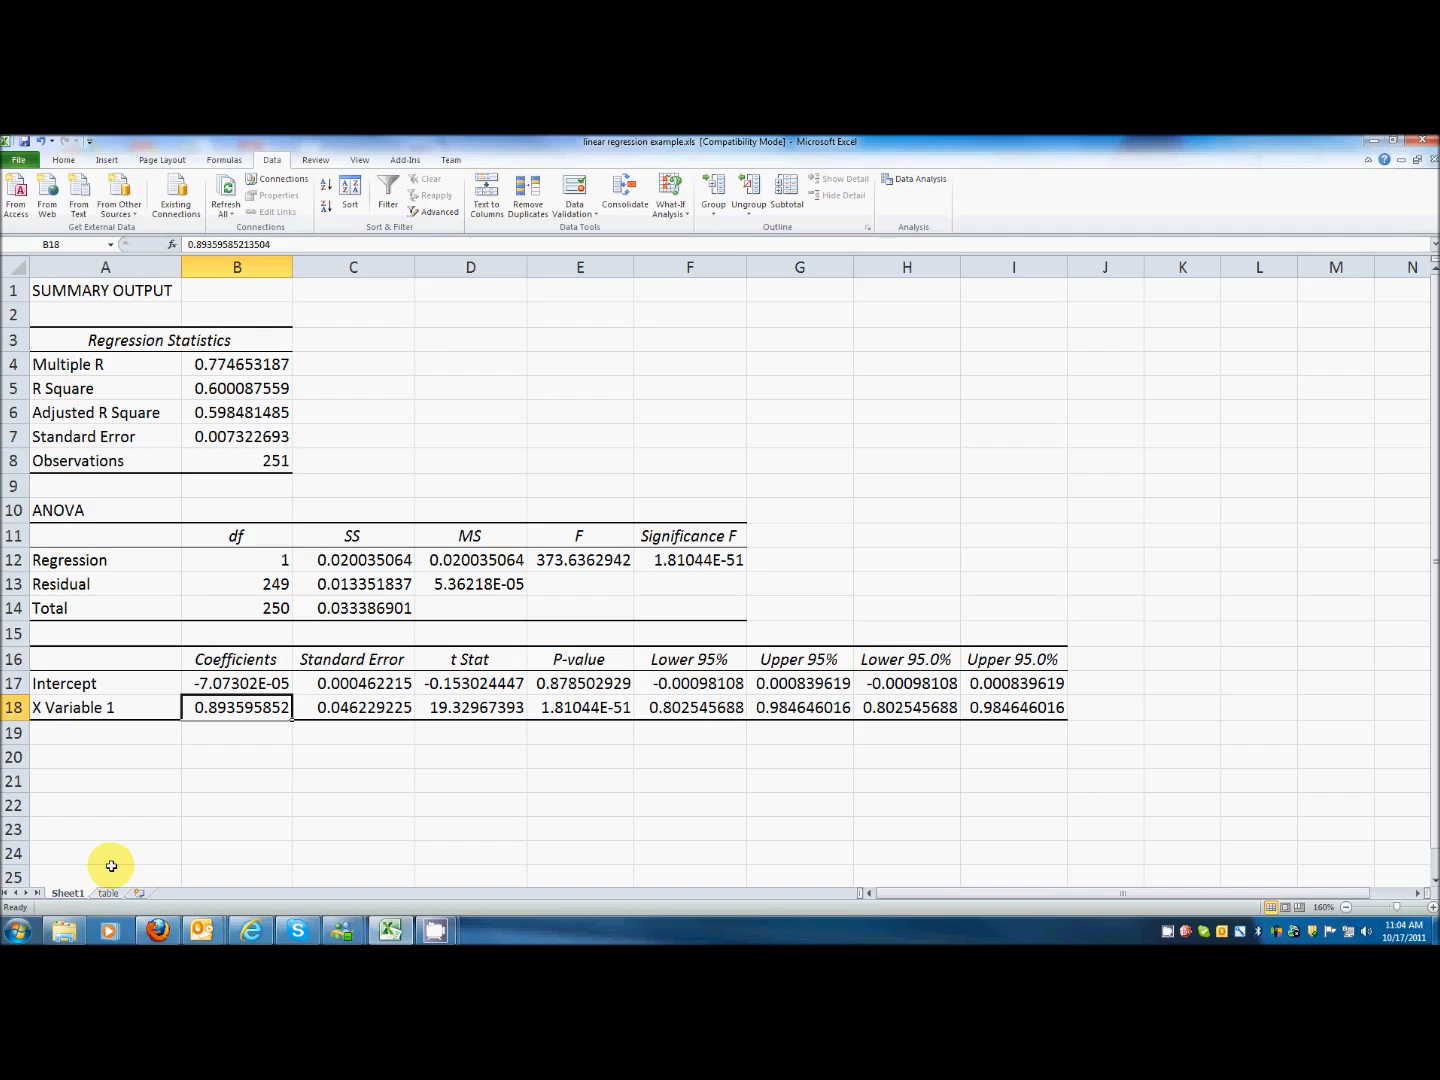 linear regression example.xls [Compatibility Mode] - Microsoft Excel
File Home Insert Page Layout Formulas Data Review View Add-Ins Team
From Access From Web From Text From Other Sources Existing Connections Refresh All Connections Properties Edit Links Sort Filter Clear Reapply Advanced Text to Columns Remove Duplicates Data Validation Consolidate What-If Analysis Group Ungroup Subtotal Show Detail Hide Detail Data Analysis
Get External Data Connections Sort & Filter Data Tools Outline Analysis
B18 fx 0.89359585213504
A B C D E F G H I J K L M N
1 SUMMARY OUTPUT
2
3 Regression Statistics
4 Multiple R 0.774653187
5 R Square 0.600087559
6 Adjusted R Square 0.598481485
7 Standard Error 0.007322693
8 Observations 251
9
10 ANOVA
11 df SS MS F Significance F
12 Regression 1 0.020035064 0.020035064 373.6362942 1.81044E-51
13 Residual 249 0.013351837 5.36218E-05
14 Total 250 0.033386901
15
16 Coefficients Standard Error t Stat P-value Lower 95% Upper 95% Lower 95.0% Upper 95.0%
17 Intercept -7.07302E-05 0.000462215 -0.153024447 0.878502929 -0.00098108 0.000839619 -0.00098108 0.000839619
18 X Variable 1 0.893595852 0.046229225 19.32967393 1.81044E-51 0.802545688 0.984646016 0.802545688 0.984646016
19
20
21
22
23
24
25
Sheet1 table
Ready 160%
11:04 AM
10/17/2011